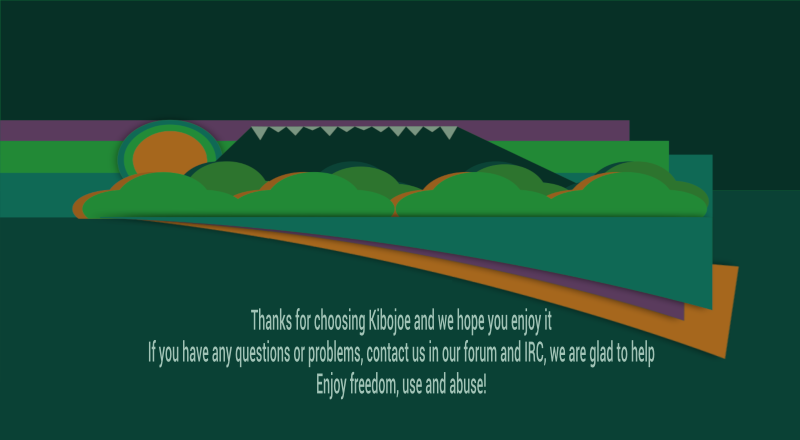 Thanks for choosing Kibojoe and we hope you enjoy it
If you have any questions or problems, contact us in our forum and IRC, we are glad to help
Enjoy freedom, use and abuse!